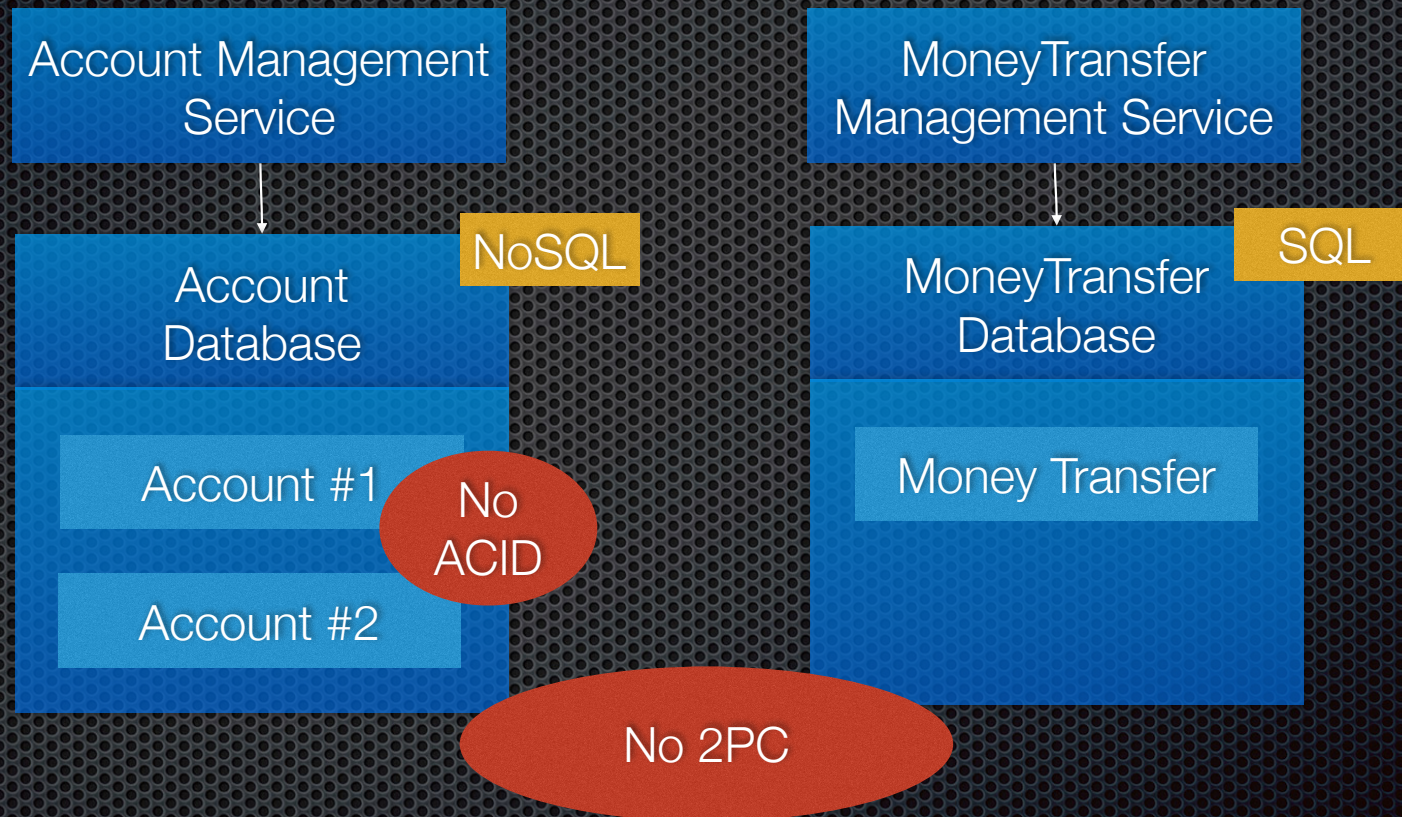 Account Management
Service
MoneyTransfer
Management Service
NoSQL
SQL
Account
Database
MoneyTransfer
Database
Account #1
No
ACID
Account #2
Money Transfer
No 2PC